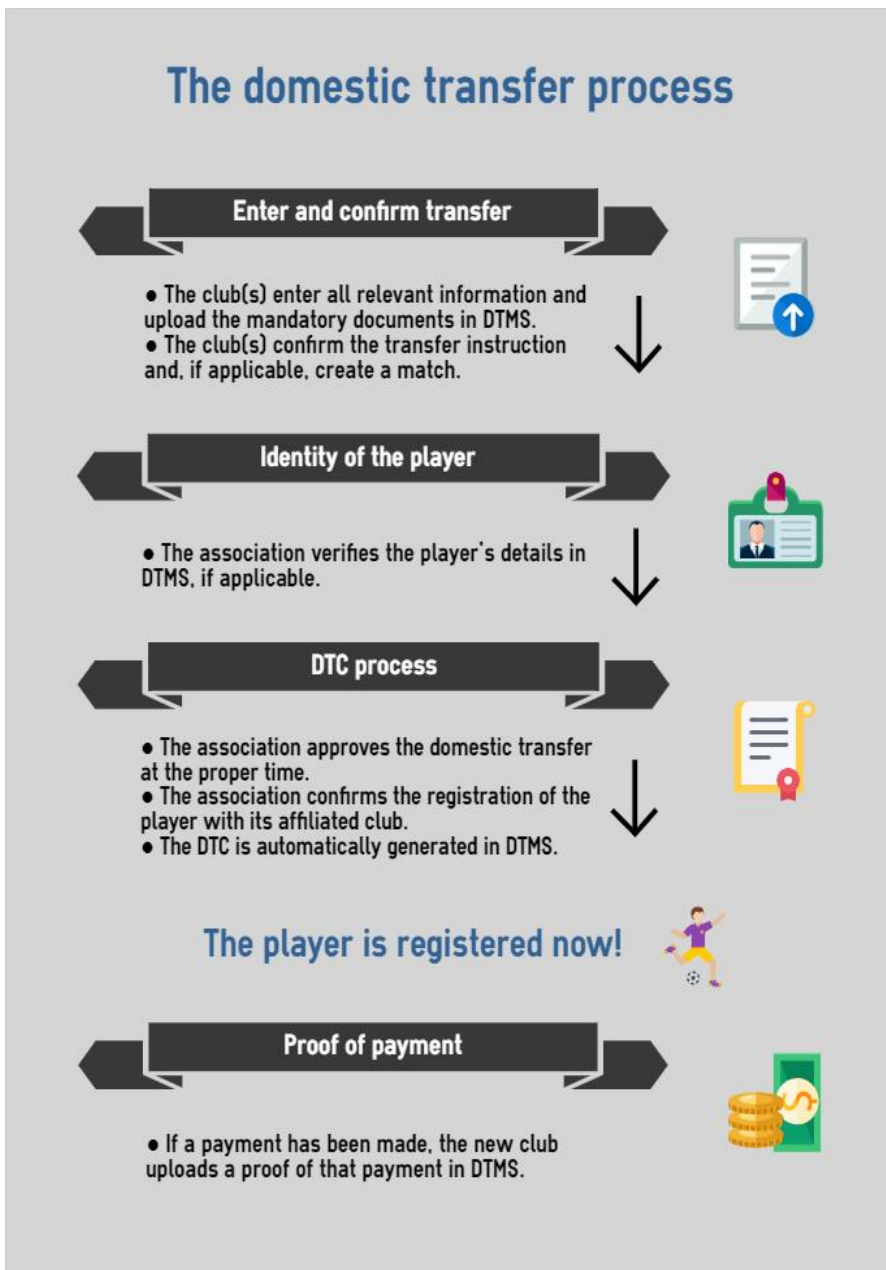 The domestic transfer process
Enter and confirm transfer
● The club(s) enter all relevant information and
upload the mandatory documents in DTMS.
● The club(s) confirm the transfer instruction
and, if applicable, create a match.
Identity of the player
● The association verifies the player's details in
DTMS, if applicable.
DTC process
● The association approves the domestic transfer
at the proper time.
● The association confirms the registration of the
player with its affiliated club.
● The DTC is automatically generated in DTMS.
The player is registered now!
Proof of payment
● If a payment has been made, the new club
uploads a proof of that payment in DTMS.